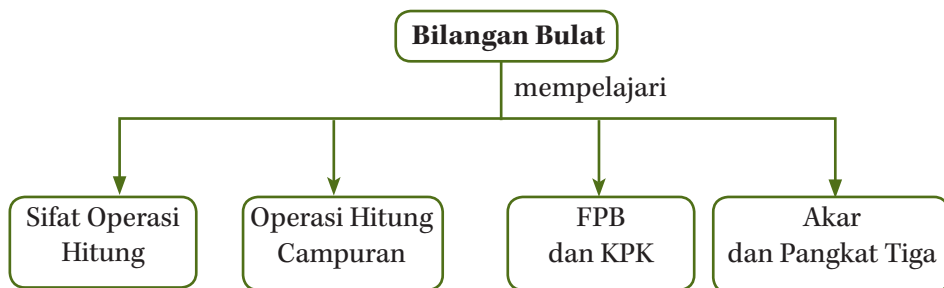 Bilangan Bulat
mempelajari
Sifat Operasi
Hitung
Operasi Hitung
Campuran
FPB
dan KPK
Akar
dan Pangkat Tiga